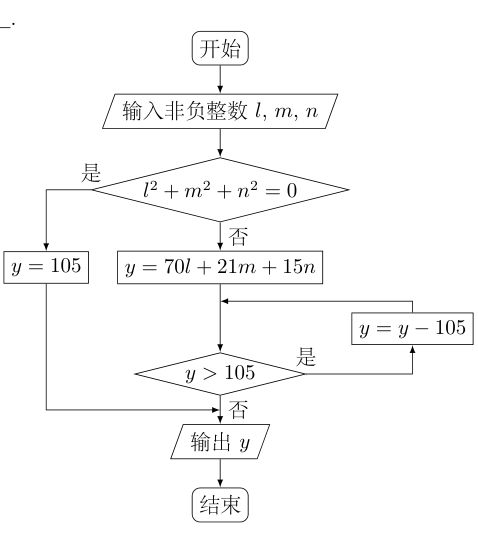 _.
开始
输入非负整数 l, m, n
是
l² + m² + n² = 0
否
y = 105
y = 70l + 21m + 15n
y = y − 105
是
y > 105
否
输出 y
结束